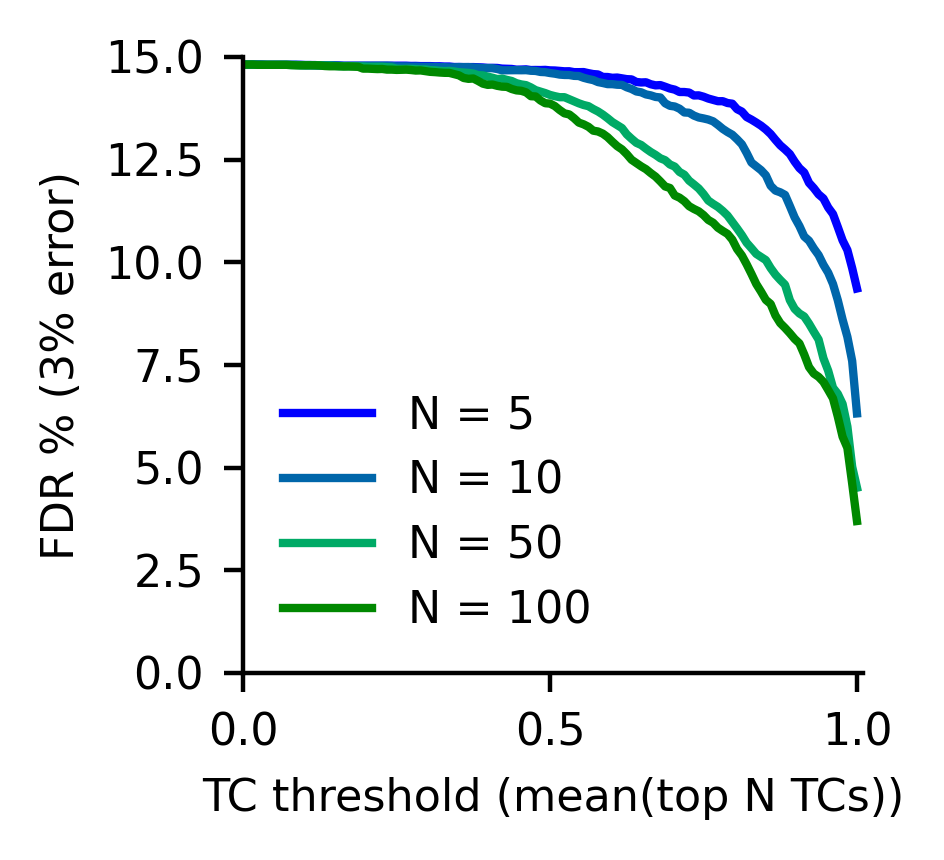 15.0
12.5
10.0
7.5
5.0
2.5
0.0
FDR % (3% error)
N = 5
N = 10
N = 50
N = 100
0.0 0.5 1.0
TC threshold (mean(top N TCs))